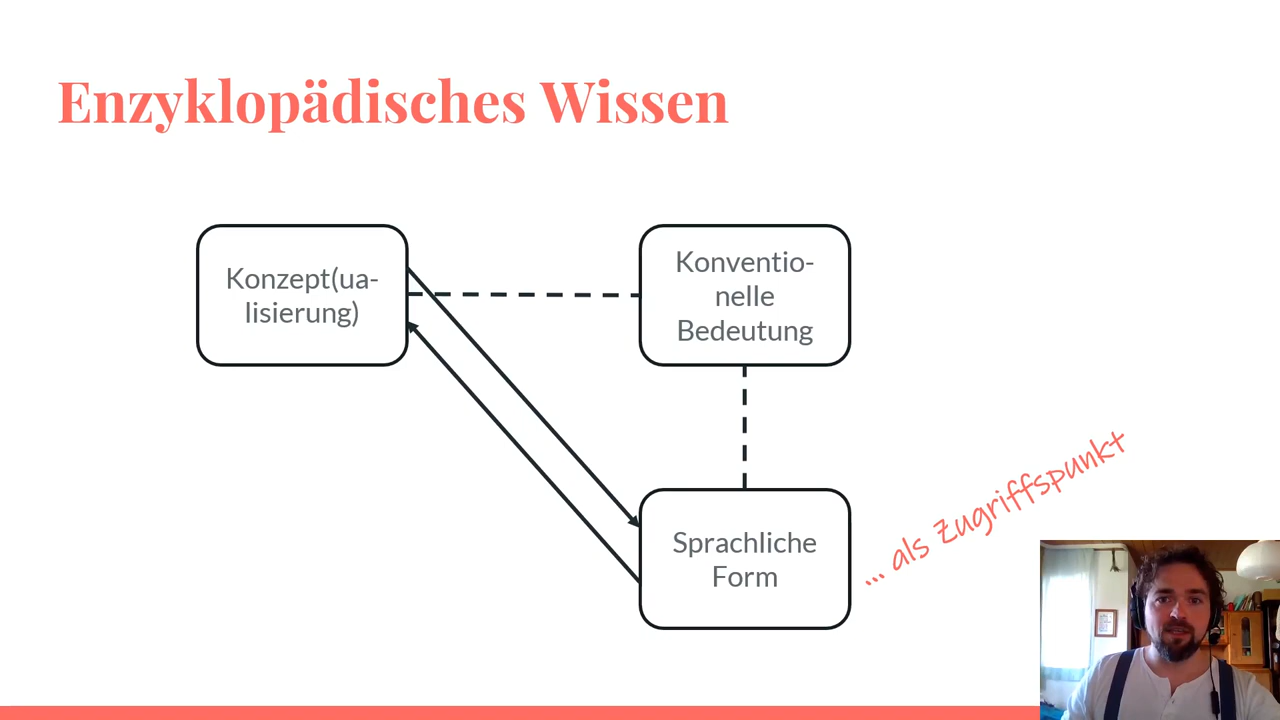 Enzyklopädisches Wissen
Konzept(ua-
lisierung)
Konventio-
nelle
Bedeutung
Sprachliche
Form
... als Zugriffspunkt